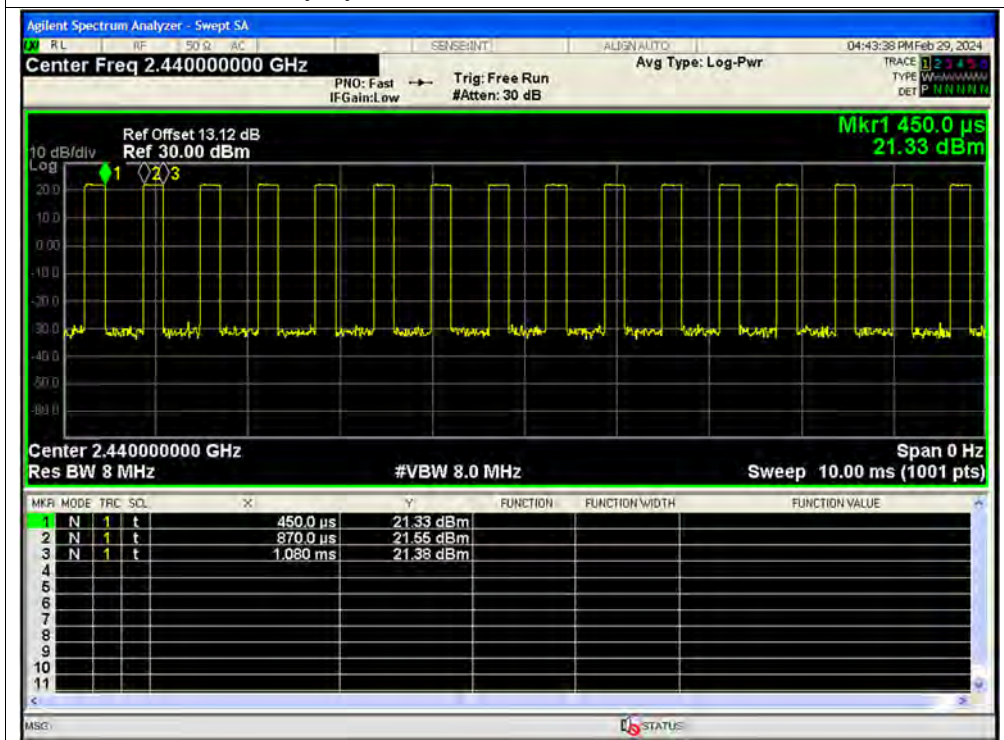 Agilent Spectrum Analyzer - Swept SA
RL RF 50 Ω AC SENSE:INT ALIGN AUTO 04:43:38 PM Feb 29, 2024
Center Freq 2.440000000 GHz
PNO: Fast
IFGain:Low
Trig: Free Run
#Atten: 30 dB
Avg Type: Log-Pwr
TRACE 1 2 3 4 5 6
TYPE
DET P N N N N N
Mkr1 450.0 µs
21.33 dBm
Ref Offset 13.12 dB
10 dB/div Ref 30.00 dBm
Log
1 2 3
20.0
10.0
0.00
-10.0
-20.0
-30.0
-40.0
-50.0
-60.0
Center 2.440000000 GHz Span 0 Hz
Res BW 8 MHz #VBW 8.0 MHz Sweep 10.00 ms (1001 pts)
MKR MODE TRC SCL X Y FUNCTION FUNCTION WIDTH FUNCTION VALUE
1 N 1 t 450.0 µs 21.33 dBm
2 N 1 t 870.0 µs 21.55 dBm
3 N 1 t 1.080 ms 21.38 dBm
4
5
6
7
8
9
10
11
MSG STATUS